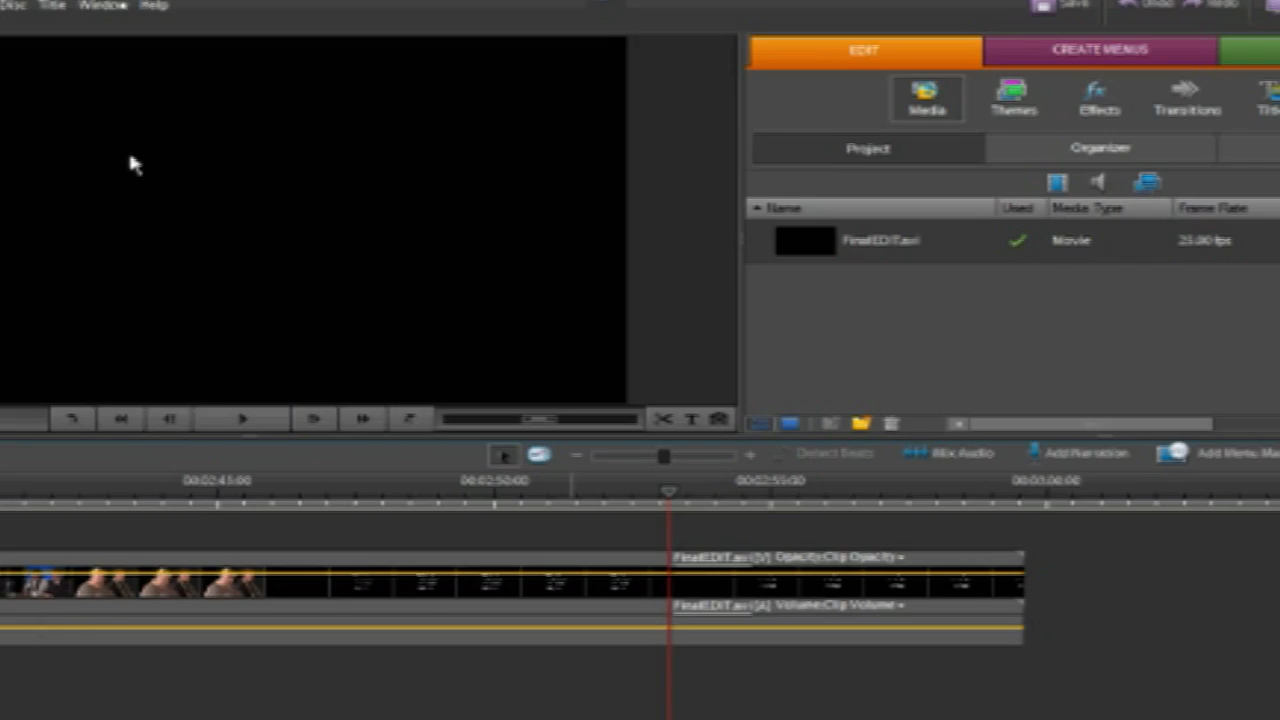 Disc Title Window Help
Save Undo Redo
EDIT CREATE MENUS
Media Themes Effects Transitions
Project Organizer
Name Used Media Type Frame Rate
FinalEDIT.avi Movie 25.00 fps
Detect Beats Mix Audio Add Narration Add Menu Ma
00:02:45:00 00:02:50:00 00:02:55:00 00:03:00:00
FinalEDIT.avi [V] Opacity:Clip Opacity
FinalEDIT.avi [A] Volume:Clip Volume